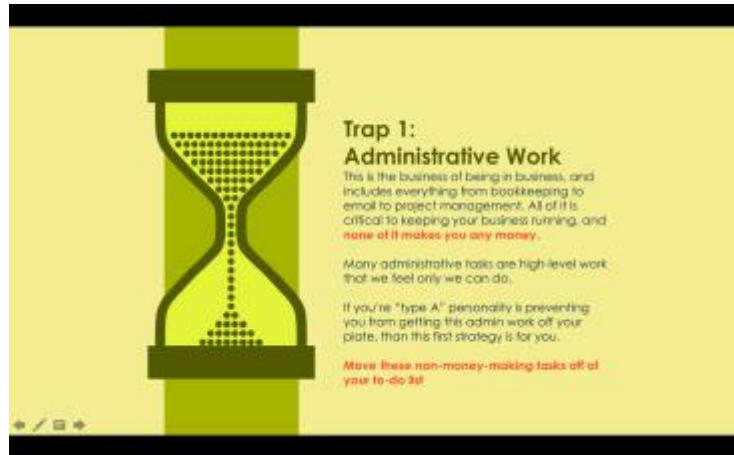 Trap 1:
Administrative Work
This is the business of being in business, and
includes everything from bookkeeping to
email to project management. All of it is
critical to keeping your business running, and
none of it makes you any money.
Many administrative tasks are high-level work
that we feel only we can do.
If you're "type A" personality is preventing
you from getting this admin work off your
plate, than this first strategy is for you.
Move these non-money-making tasks off of
your to-do list